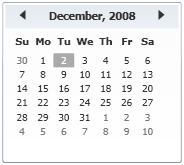 December, 2008
Su Mo Tu We Th Fr Sa
30 1 2 3 4 5 6
7 8 9 10 11 12 13
14 15 16 17 18 19 20
21 22 23 24 25 26 27
28 29 30 31 1 2 3
4 5 6 7 8 9 10